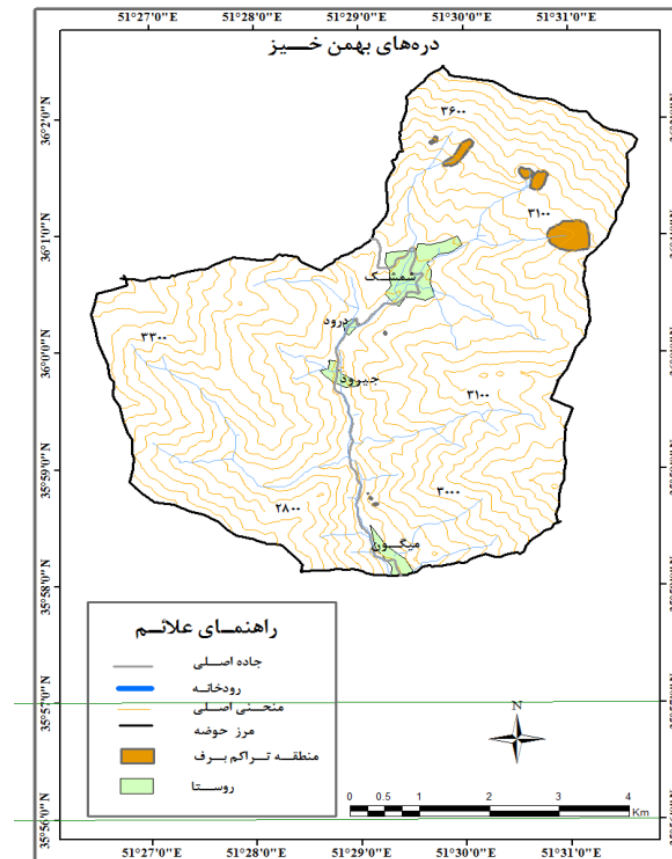 51°27'0"E 51°28'0"E 51°29'0"E 51°30'0"E 51°31'0"E
دره‌های بهمن خیز
36°2'0"N
36°1'0"N
36°0'0"N
35°59'0"N
35°58'0"N
35°57'0"N
35°56'0"N
۳۶۰۰
۳۱۰۰
شمشک
درود
۳۳۰۰
جیرود
۳۱۰۰
۳۰۰۰
۲۸۰۰
میگون
راهنمای علائم
جاده اصلی
رودخانه
منحنی اصلی
مرز حوضه
منطقه تراکم برف
روستا
N
0 0.5 1 2 3 4
Km
51°27'0"E 51°28'0"E 51°29'0"E 51°30'0"E 51°31'0"E